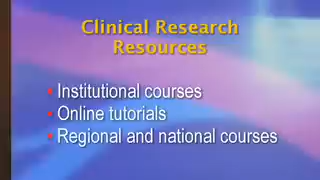 Clinical Research
Resources
• Institutional courses
• Online tutorials
• Regional and national courses